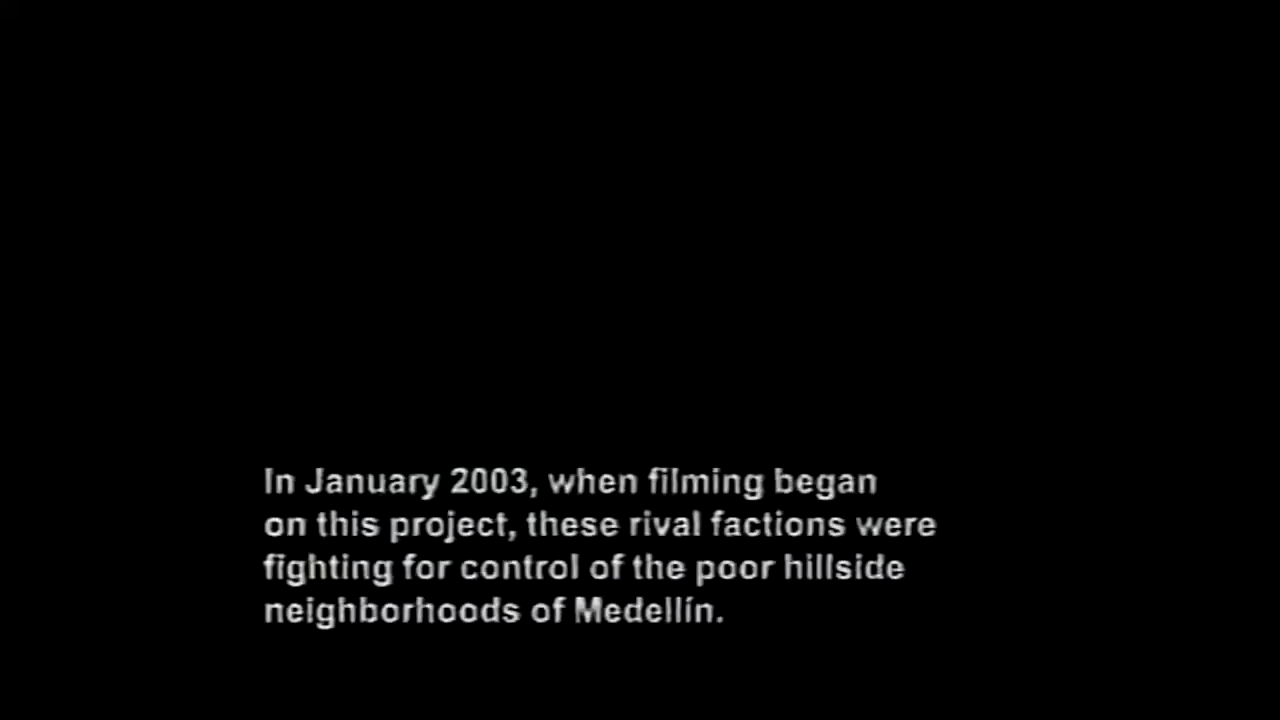 In January 2003, when filming began
on this project, these rival factions were
fighting for control of the poor hillside
neighborhoods of Medellín.